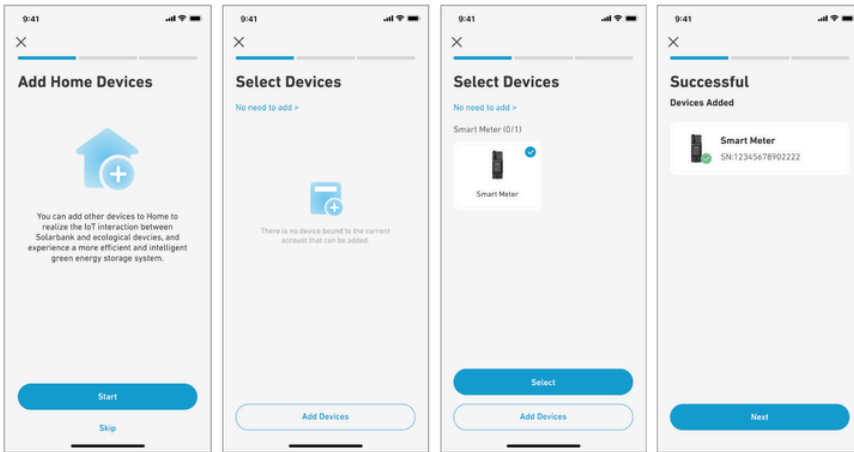 9:41
Add Home Devices
You can add other devices to Home to
realize the IoT interaction between
Solarbank and ecological devcies, and
experience a more efficient and intelligent
green energy storage system.
Start
Skip
9:41
Select Devices
No need to add >
There is no device bound to the current
account that can be added.
Add Devices
9:41
Select Devices
No need to add >
Smart Meter (0/1)
Smart Meter
Select
Add Devices
9:41
Successful
Devices Added
Smart Meter
SN:12345678902222
Next